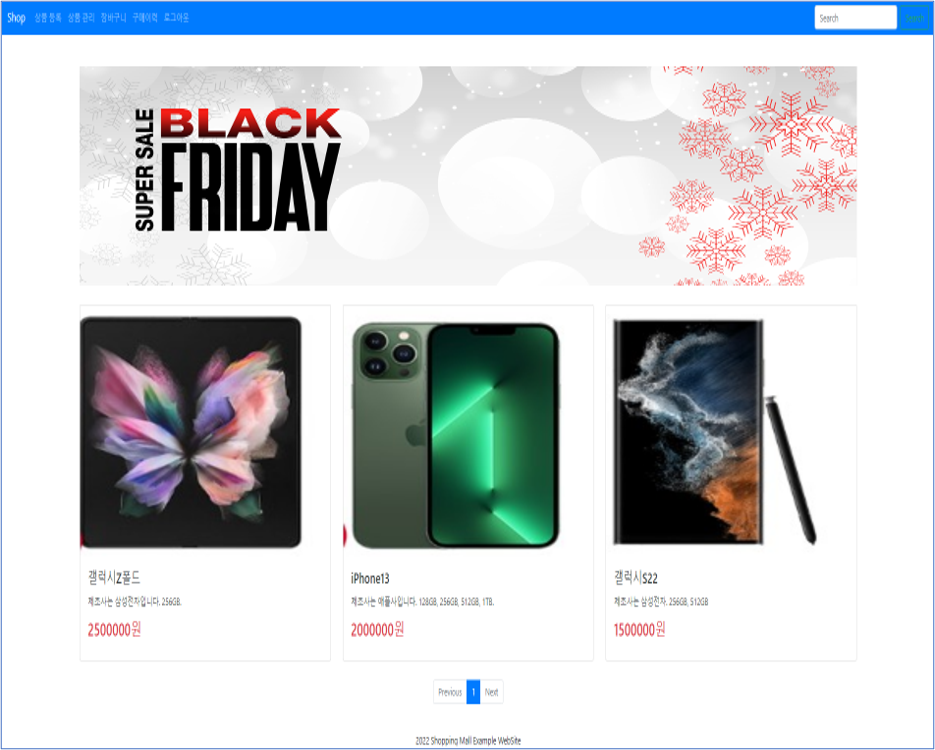 Shop 상품 등록 상품 관리 장바구니 구매이력 로그아웃 Search Search
SUPER SALE
BLACK
FRIDAY
갤럭시Z폴드
제조사는 삼성전자입니다. 256GB.
2500000원
iPhone13
제조사는 애플사입니다. 128GB, 256GB, 512GB, 1TB.
2000000원
갤럭시S22
제조사는 삼성전자. 256GB, 512GB
1500000원
Previous 1 Next
2022 Shopping Mall Example WebSite